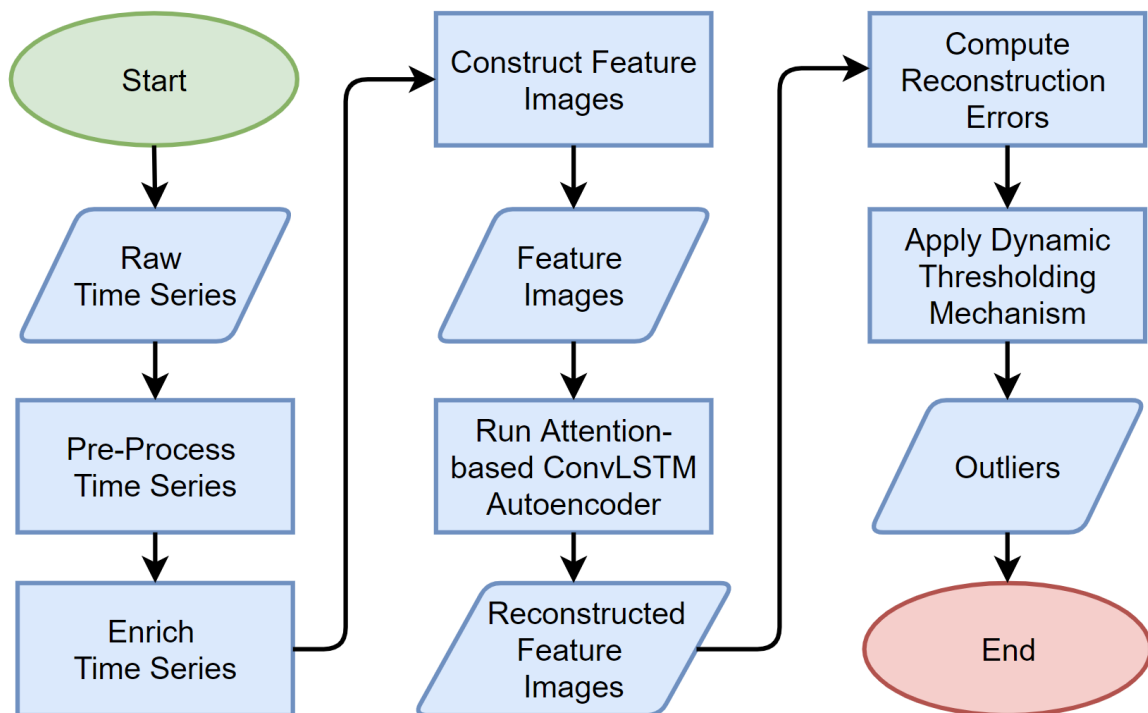 Start
Raw
Time Series
Pre-Process
Time Series
Enrich
Time Series
Construct Feature
Images
Feature
Images
Run Attention-
based ConvLSTM
Autoencoder
Reconstructed
Feature
Images
Compute
Reconstruction
Errors
Apply Dynamic
Thresholding
Mechanism
Outliers
End